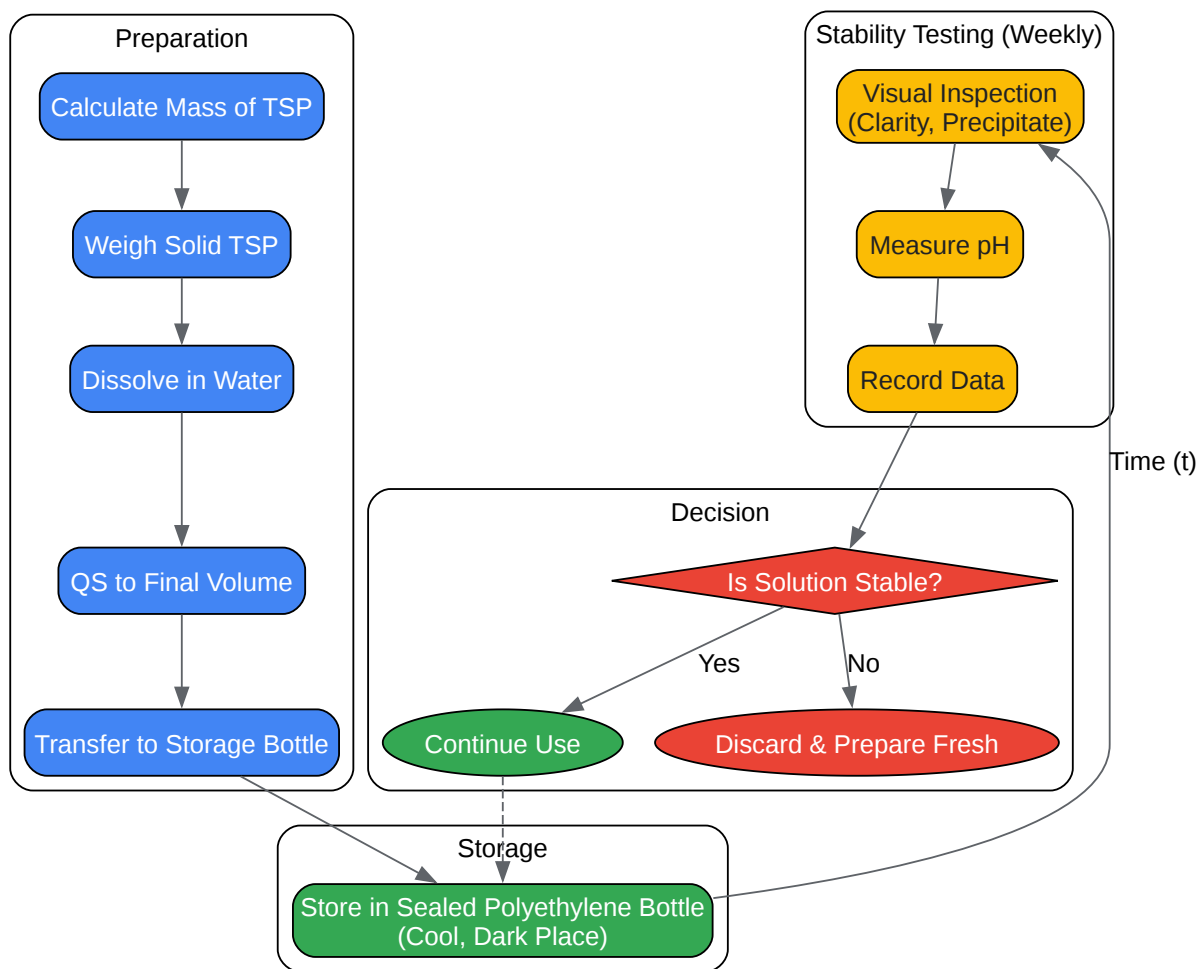 Preparation
Calculate Mass of TSP
Weigh Solid TSP
Dissolve in Water
QS to Final Volume
Transfer to Storage Bottle
Stability Testing (Weekly)
Visual Inspection
(Clarity, Precipitate)
Measure pH
Record Data
Time (t)
Decision
Is Solution Stable?
Yes
No
Continue Use
Discard & Prepare Fresh
Storage
Store in Sealed Polyethylene Bottle
(Cool, Dark Place)